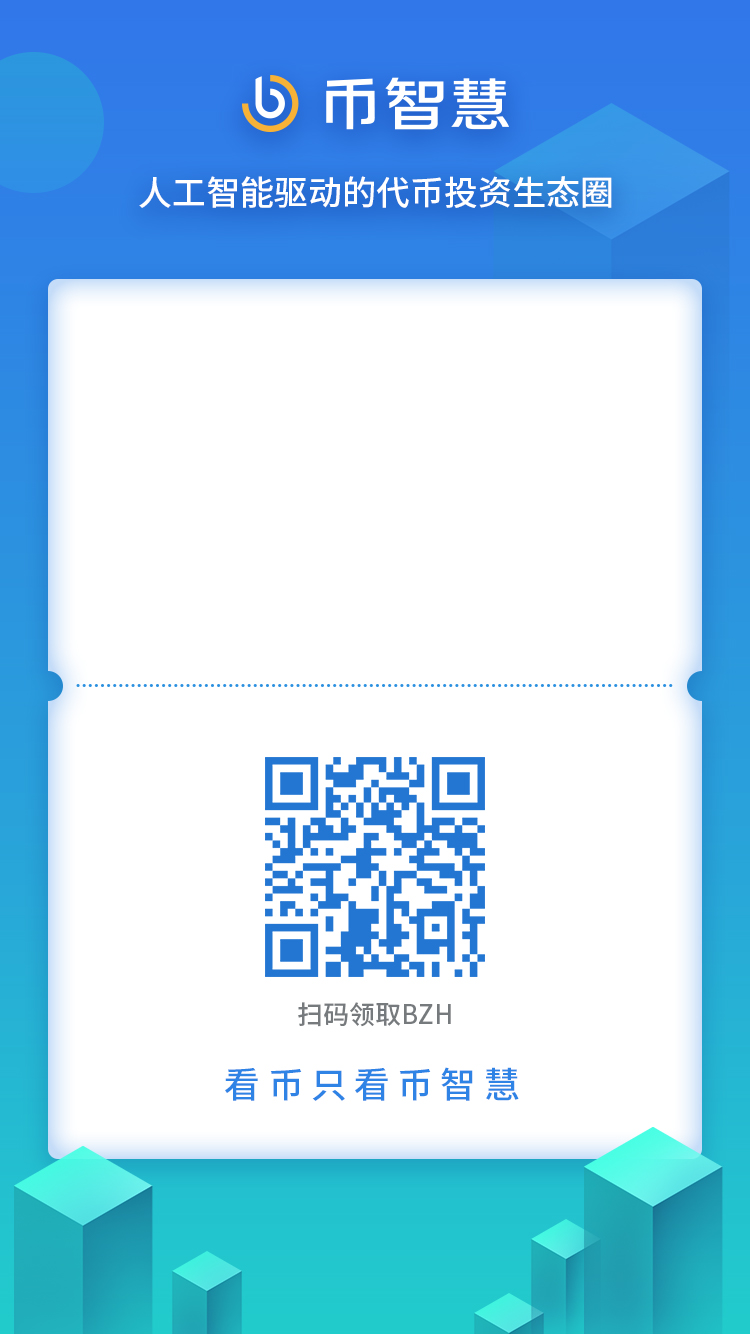 币智慧
人工智能驱动的代币投资生态圈
扫码领取BZH
看币只看币智慧